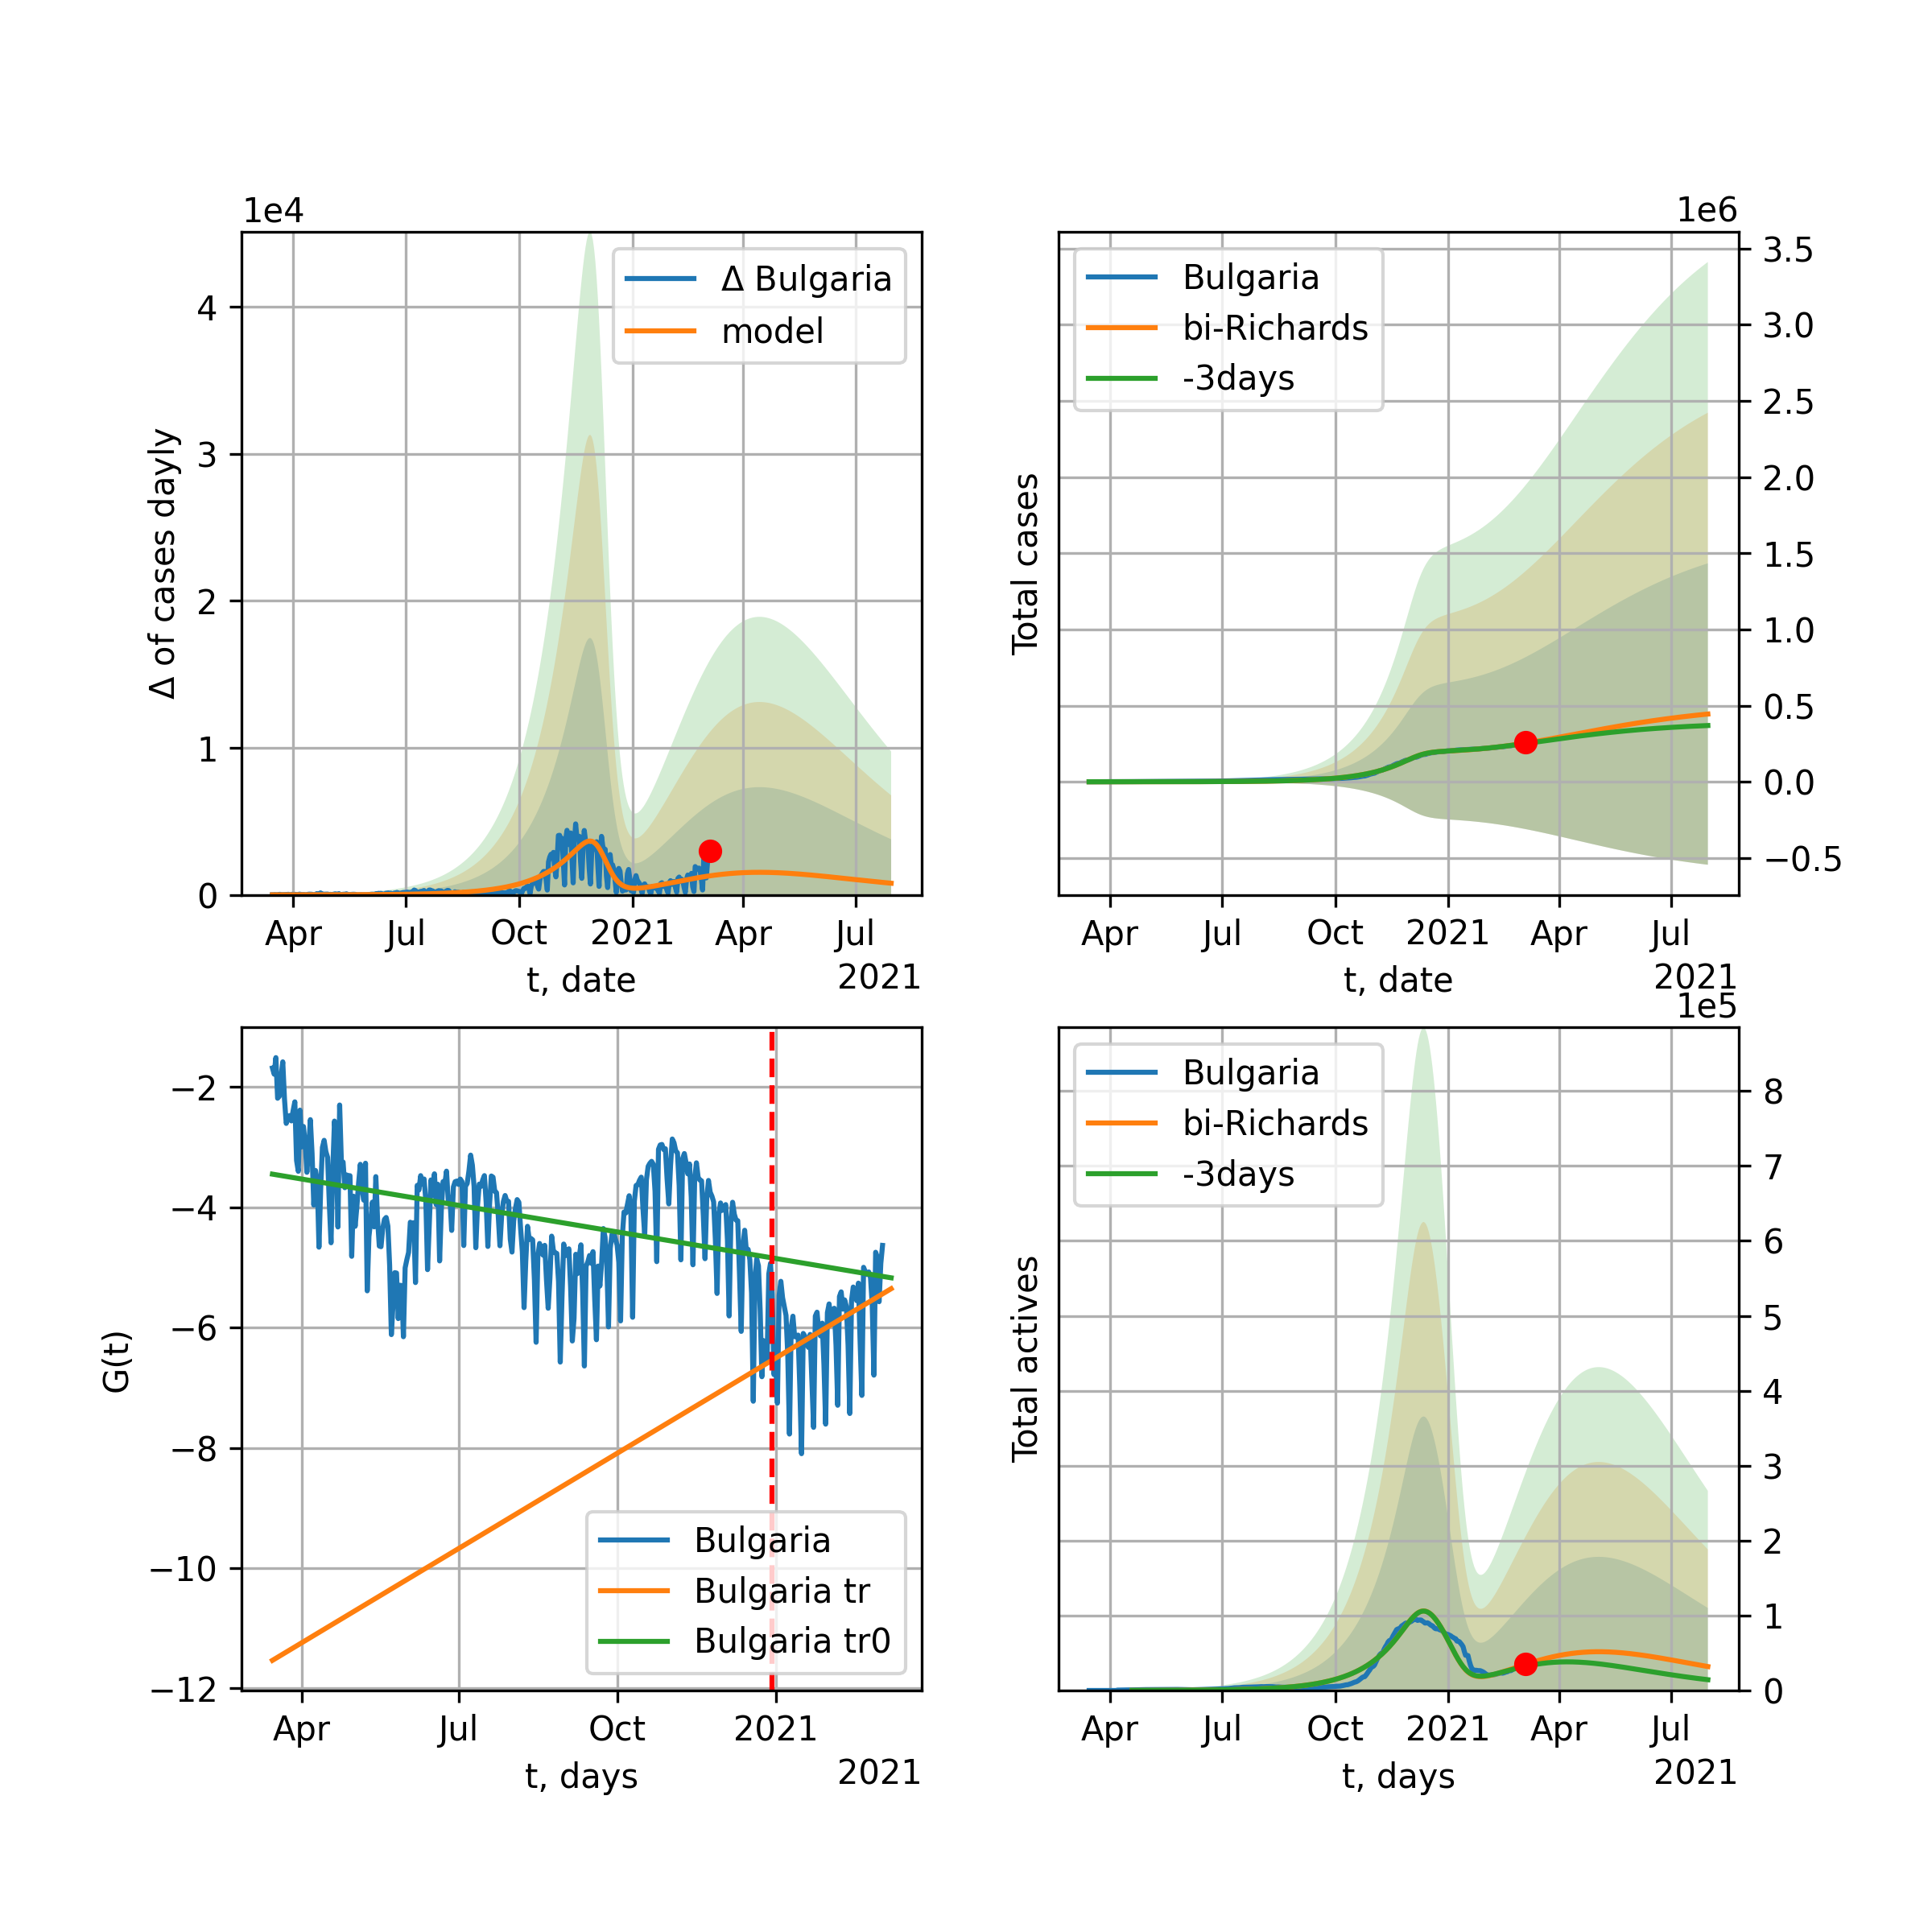 1e4
Δ of cases dayly
4
3
2
1
0
Δ Bulgaria
model
Apr Jul Oct 2021 Apr Jul
t, date
2021
1e6
Total cases
Bulgaria
bi-Richards
-3days
3.5
3.0
2.5
2.0
1.5
1.0
0.5
0.0
−0.5
Apr Jul Oct 2021 Apr Jul
t, date
2021
G(t)
−2
−4
−6
−8
−10
−12
Bulgaria
Bulgaria tr
Bulgaria tr0
Apr Jul Oct 2021
t, days
2021
1e5
Total actives
Bulgaria
bi-Richards
-3days
8
7
6
5
4
3
2
1
0
Apr Jul Oct 2021 Apr Jul
t, days
2021